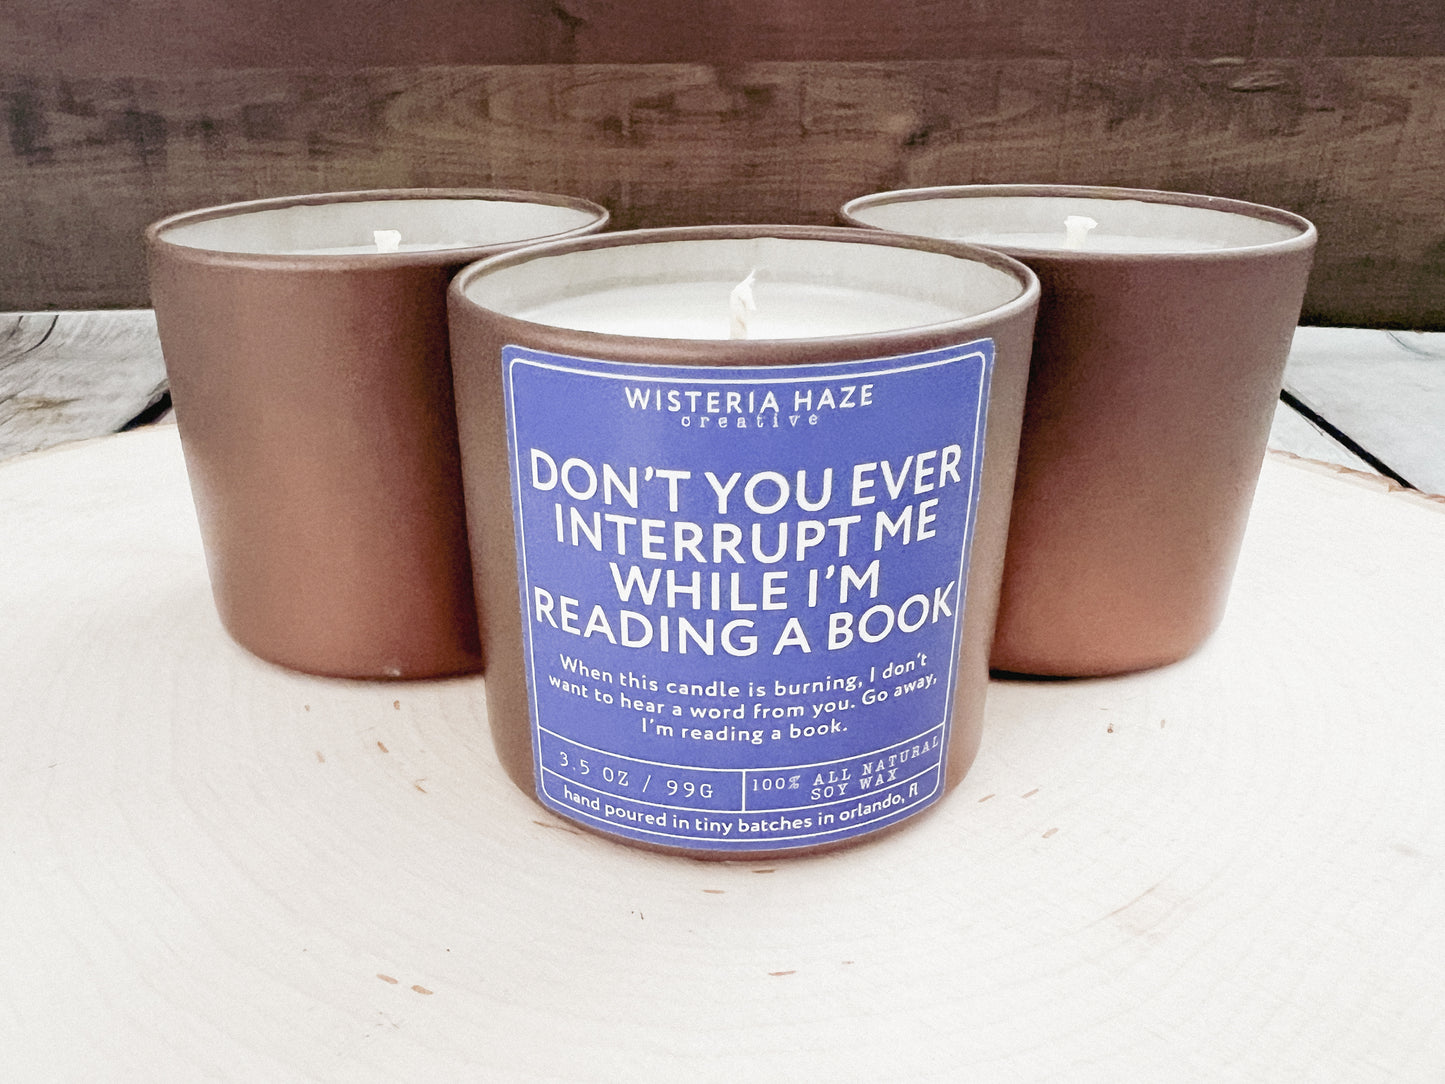 WISTERIA HAZE
creative
DON'T YOU EVER
INTERRUPT ME
WHILE I'M
READING A BOOK
When this candle is burning, I don't
want to hear a word from you. Go away,
I'm reading a book.
3.5 OZ / 99G
100% ALL NATURAL
SOY WAX
hand poured in tiny batches in orlando, fl